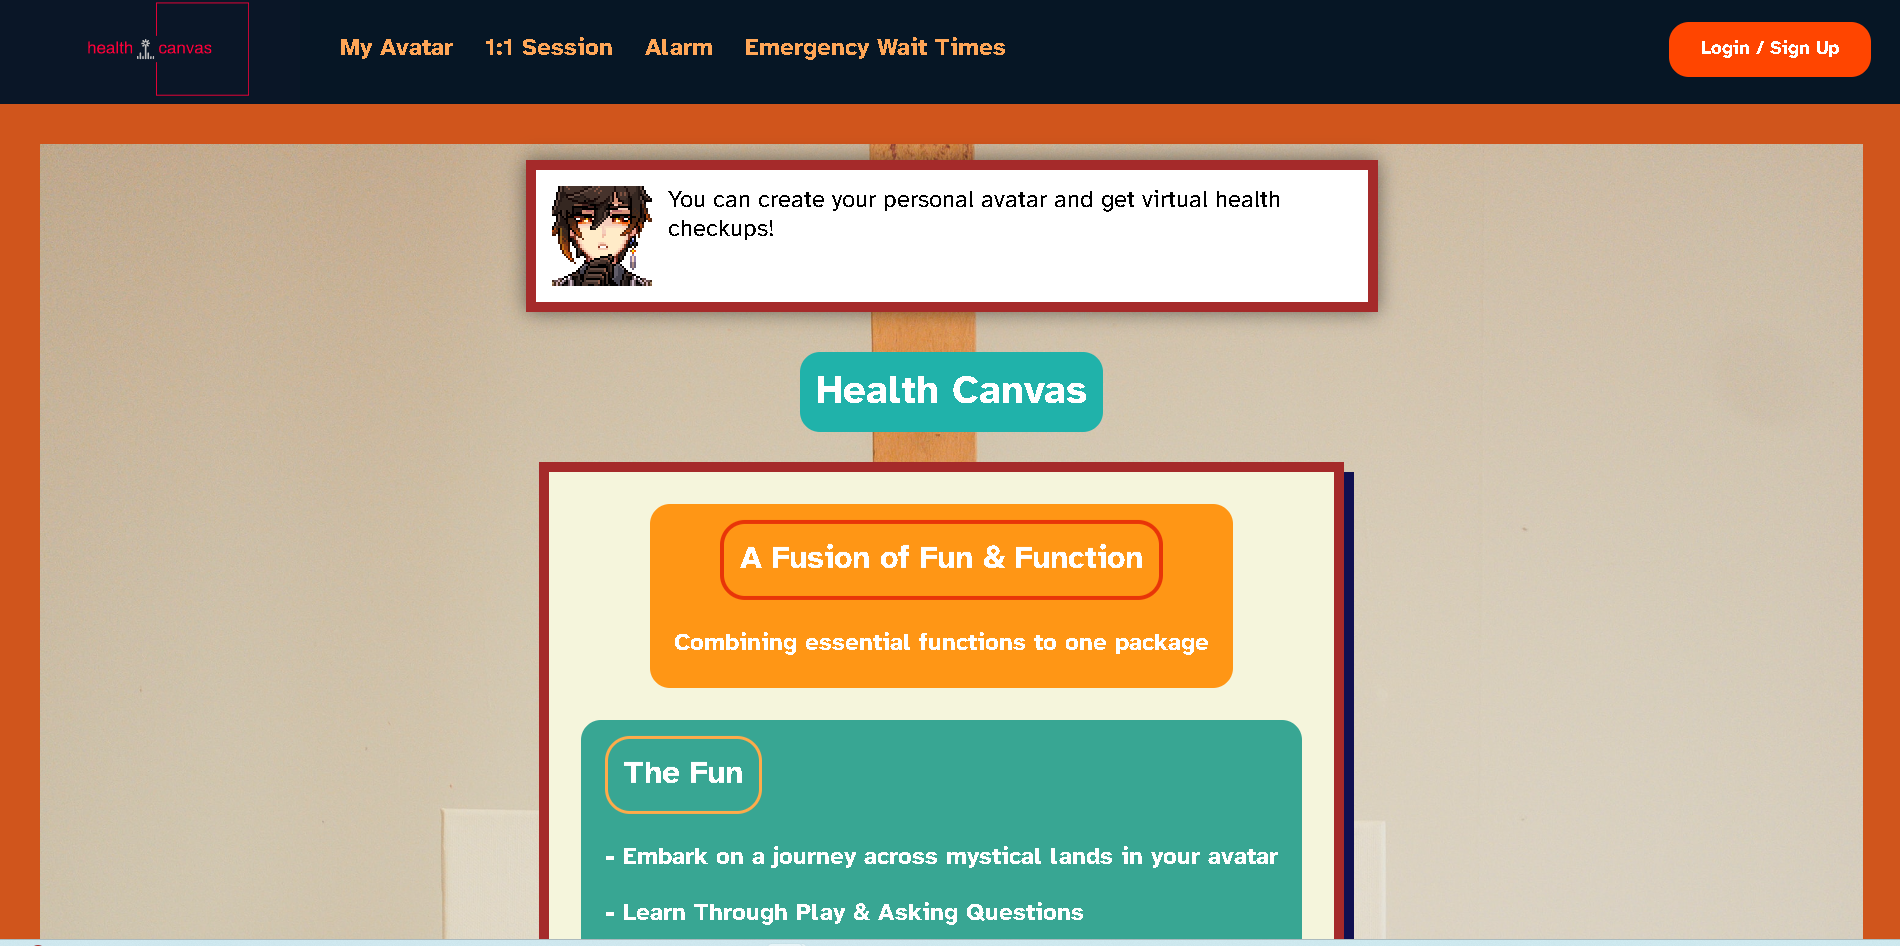 health canvas
My Avatar
1:1 Session
Alarm
Emergency Wait Times
Login / Sign Up
You can create your personal avatar and get virtual health
checkups!
Health Canvas
A Fusion of Fun & Function
Combining essential functions to one package
The Fun
- Embark on a journey across mystical lands in your avatar
- Learn Through Play & Asking Questions